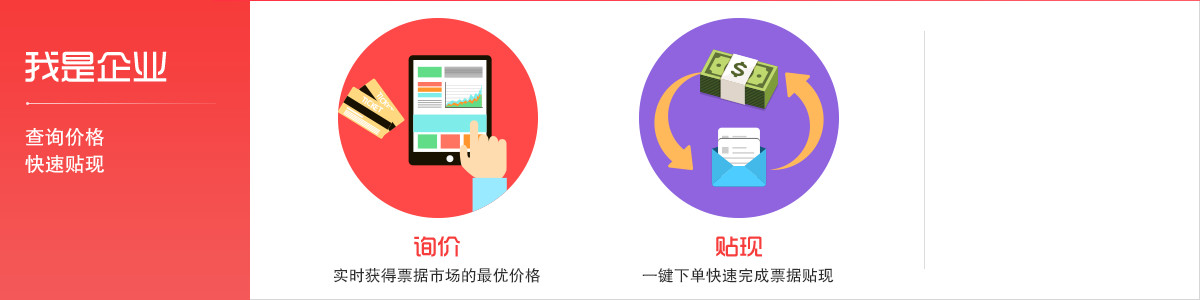 我是企业
查询价格
快速贴现
询价
实时获得票据市场的最优价格
贴现
一键下单快速完成票据贴现
$